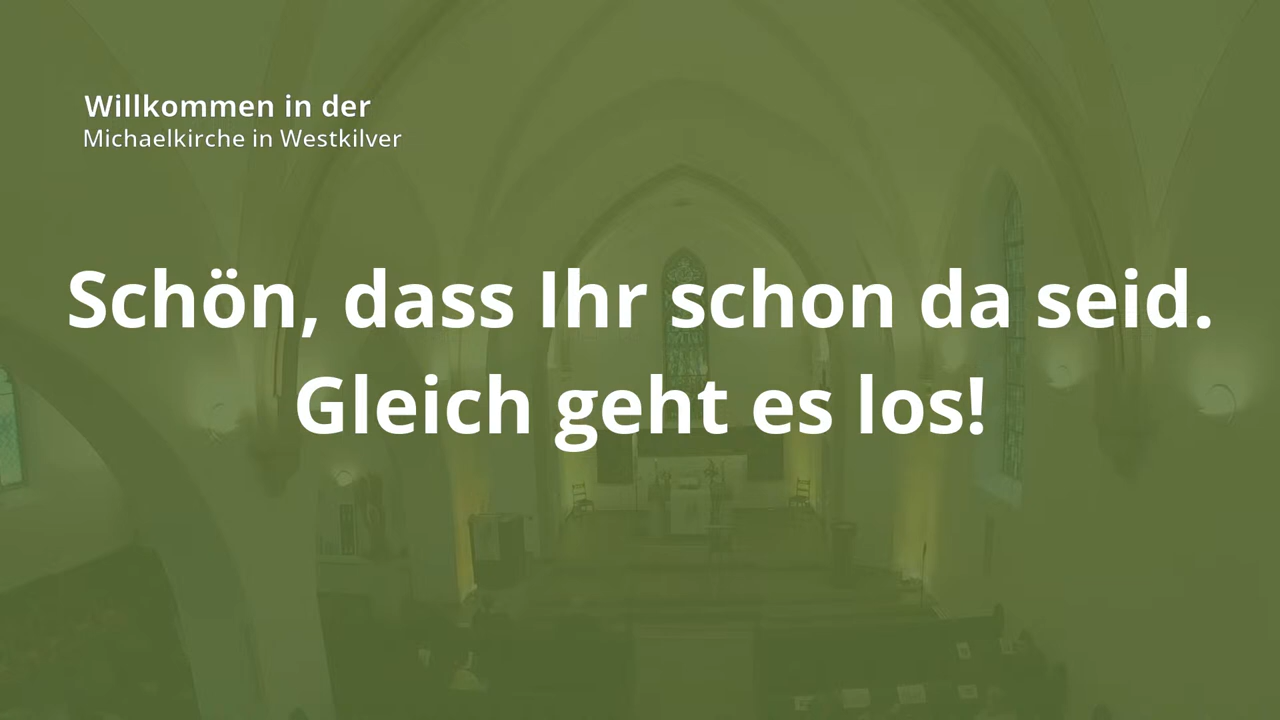 Willkommen in der
Michaelkirche in Westkilver
Schön, dass Ihr schon da seid.
Gleich geht es los!